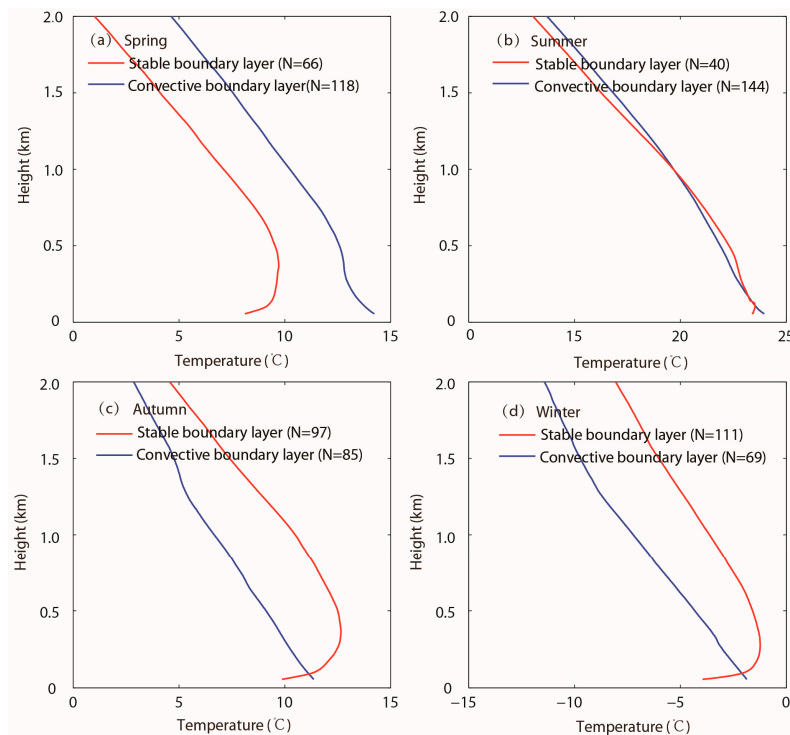 (a) Spring
Stable boundary layer (N=66)
Convective boundary layer(N=118)
2.0
1.5
1.0
0.5
0
Height (km)
0 5 10 15
Temperature (℃)
(b) Summer
Stable boundary layer (N=40)
Convective boundary layer (N=144)
2.0
1.5
1.0
0.5
0
Height (km)
0 15 20 25
Temperature (℃)
(c) Autumn
Stable boundary layer (N=97)
Convective boundary layer (N=85)
2.0
1.5
1.0
0.5
0
Height (km)
0 5 10 15
Temperature (℃)
(d) Winter
Stable boundary layer (N=111)
Convective boundary layer (N=69)
2.0
1.5
1.0
0.5
0
Height (km)
−15 −10 −5 0
Temperature (℃)